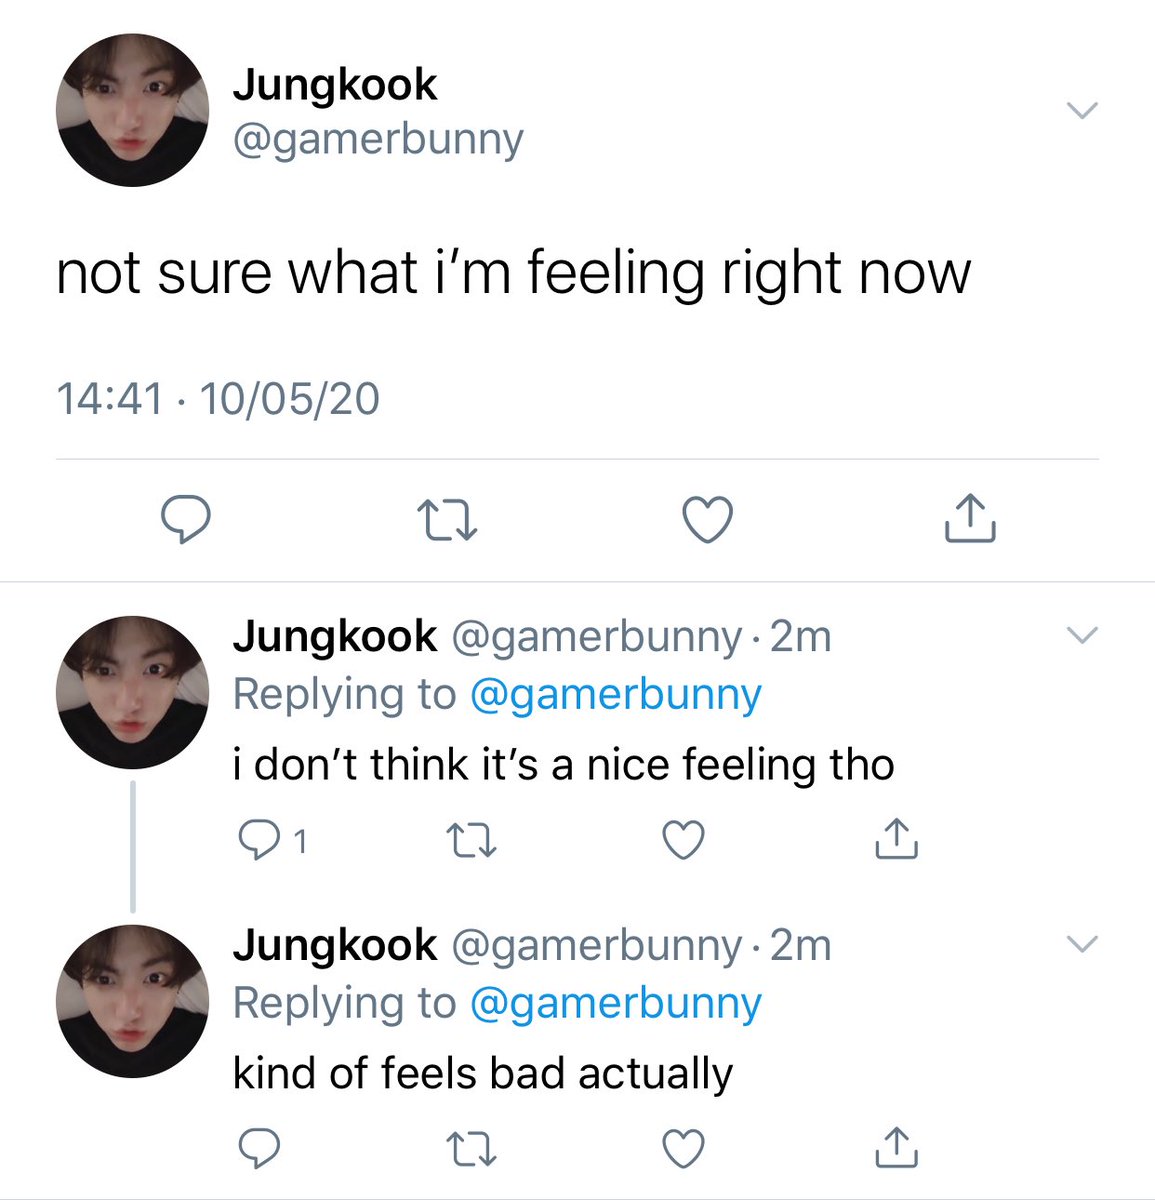 Jungkook
@gamerbunny
not sure what i’m feeling right now
14:41 · 10/05/20
Jungkook @gamerbunny · 2m
Replying to @gamerbunny
i don’t think it’s a nice feeling tho
1
Jungkook @gamerbunny · 2m
Replying to @gamerbunny
kind of feels bad actually